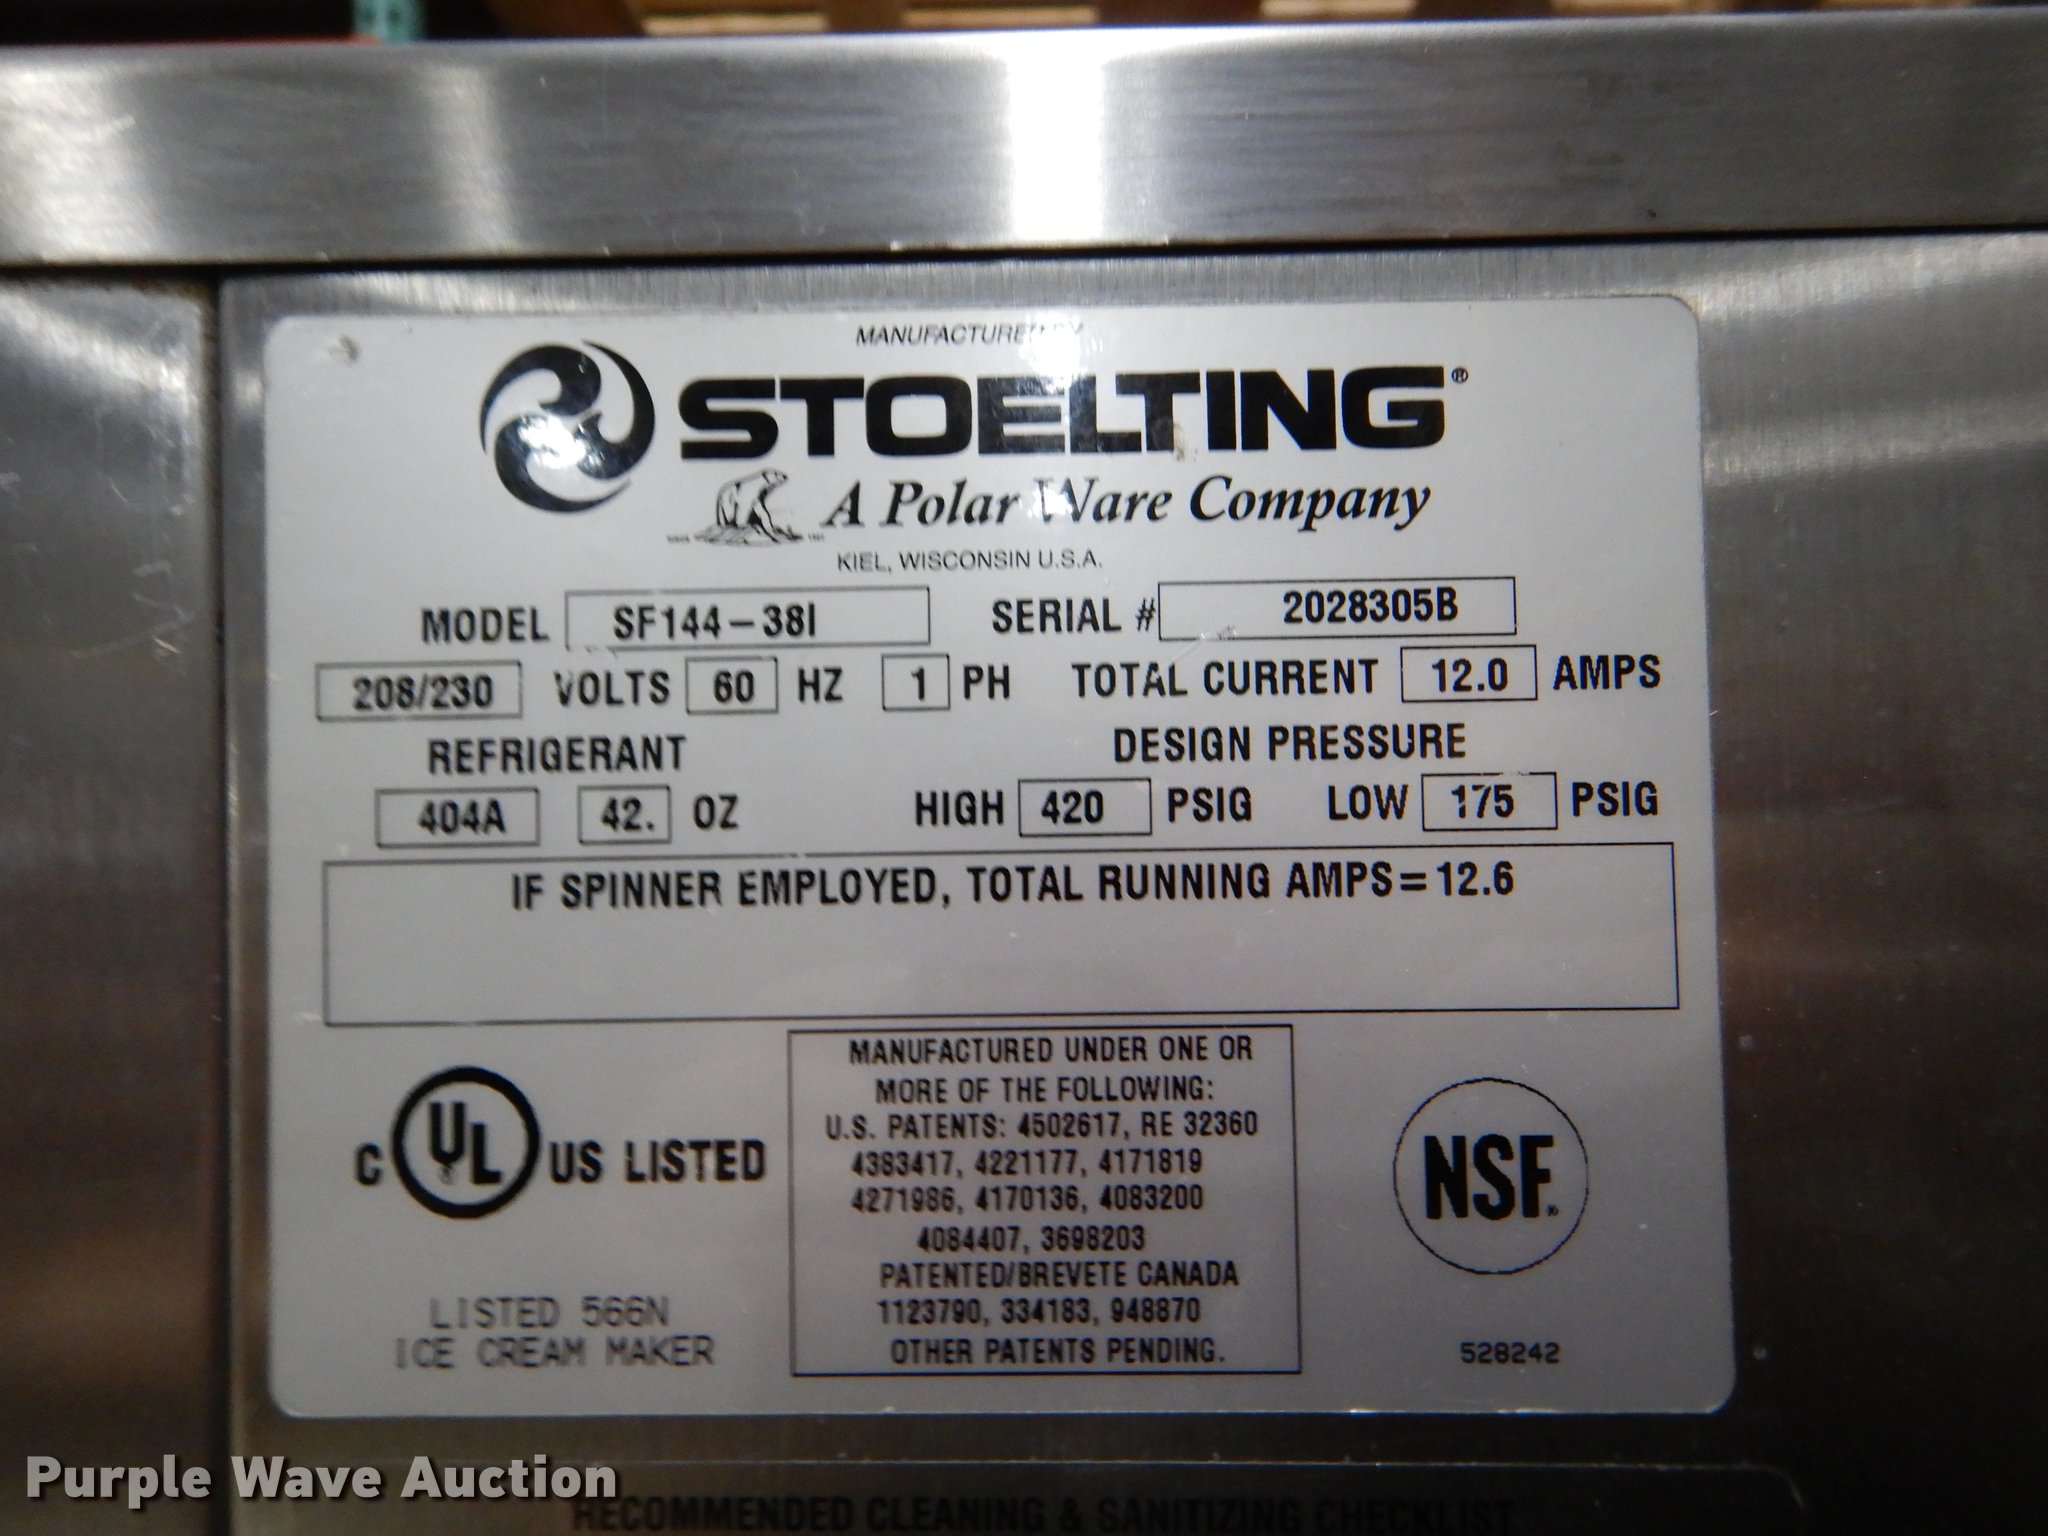 MANUFACTURED BY
STOELTING®
A Polar Ware Company
KIEL, WISCONSIN U.S.A.
MODEL SF144-38I SERIAL # 2028305B
208/230 VOLTS 60 HZ 1 PH TOTAL CURRENT 12.0 AMPS
REFRIGERANT DESIGN PRESSURE
404A 42. OZ HIGH 420 PSIG LOW 175 PSIG
IF SPINNER EMPLOYED, TOTAL RUNNING AMPS=12.6
C UL US LISTED
LISTED 566N
ICE CREAM MAKER
MANUFACTURED UNDER ONE OR
MORE OF THE FOLLOWING:
U.S. PATENTS: 4502617, RE 32360
4383417, 4221177, 4171819
4271986, 4170136, 4083200
4084407, 3698203
PATENTED/BREVETE CANADA
1123790, 334183, 948870
OTHER PATENTS PENDING.
NSF®
528242
Purple Wave Auction
RECOMMENDED CLEANING & SANITIZING CHECKLIST